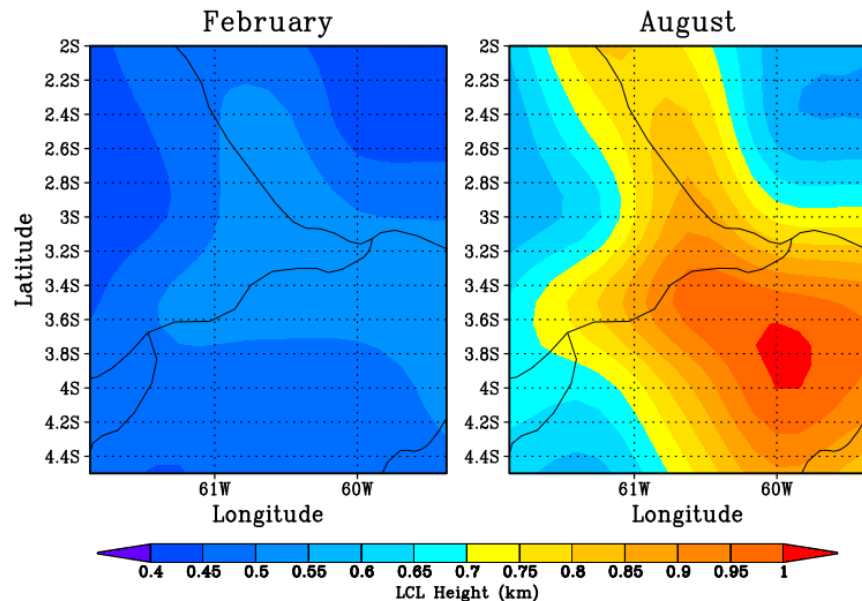 February
August
2S
2.2S
2.4S
2.6S
2.8S
3S
3.2S
3.4S
3.6S
3.8S
4S
4.2S
4.4S
2S
2.2S
2.4S
2.6S
2.8S
3S
3.2S
3.4S
3.6S
3.8S
4S
4.2S
4.4S
Latitude
61W 60W
61W 60W
Longitude
Longitude
0.4 0.45 0.5 0.55 0.6 0.65 0.7 0.75 0.8 0.85 0.9 0.95 1
LCL Height (km)